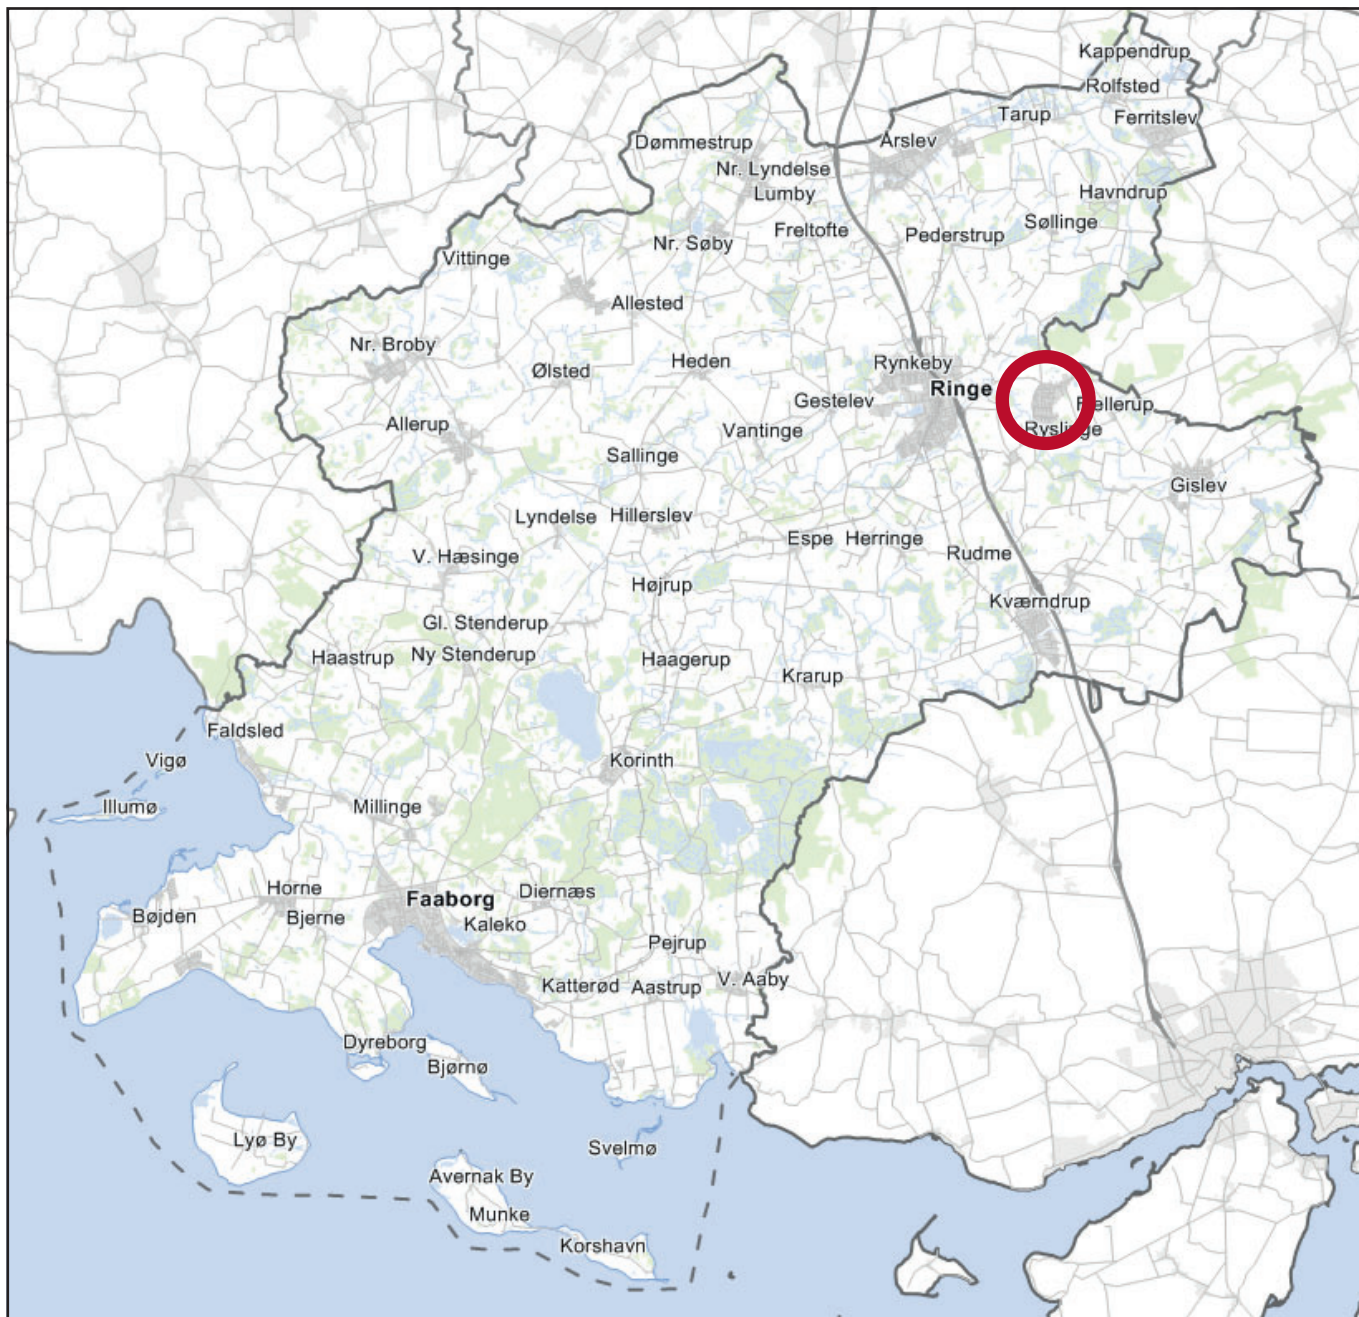 Kappendrup
Rolfsted
Tarup
Ferritslev
Dømmestrup
Årslev
Nr. Lyndelse
Lumby
Havndrup
Søllinge
Freltofte
Pederstrup
Nr. Søby
Vittinge
Allested
Nr. Broby
Ølsted
Heden
Rynkeby
Ringe
Gestelev
Fjellerup
Allerup
Vantinge
Ryslinge
Sallinge
Gislev
Lyndelse
Hillerslev
Espe
Herringe
Rudme
V. Hæsinge
Højrup
Kværndrup
Gl. Stenderup
Haastrup
Ny Stenderup
Haagerup
Krarup
Faldsled
Vigø
Korinth
Illumø
Millinge
Horne
Diernæs
Faaborg
Bøjden
Bjerne
Kaleko
Pejrup
Katterød
Aastrup
V. Aaby
Dyreborg
Bjørnø
Lyø By
Svelmø
Avernak By
Munke
Korshavn